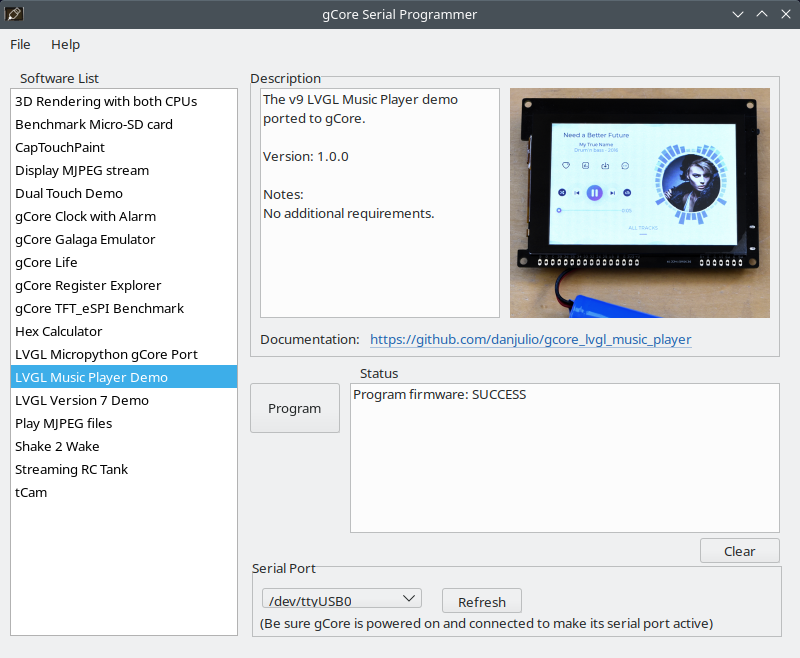 gCore Serial Programmer
File Help
Software List
3D Rendering with both CPUs
Benchmark Micro-SD card
CapTouchPaint
Display MJPEG stream
Dual Touch Demo
gCore Clock with Alarm
gCore Galaga Emulator
gCore Life
gCore Register Explorer
gCore TFT_eSPI Benchmark
Hex Calculator
LVGL Micropython gCore Port
LVGL Music Player Demo
LVGL Version 7 Demo
Play MJPEG files
Shake 2 Wake
Streaming RC Tank
tCam
Description
The v9 LVGL Music Player demo
ported to gCore.
Version: 1.0.0
Notes:
No additional requirements.
Need a Better Future
My True Name
Drum'n bass - 2016
0:03
ALL TRACKS
Documentation: https://github.com/danjulio/gcore_lvgl_music_player
Status
Program
Program firmware: SUCCESS
Clear
Serial Port
/dev/ttyUSB0
Refresh
(Be sure gCore is powered on and connected to make its serial port active)